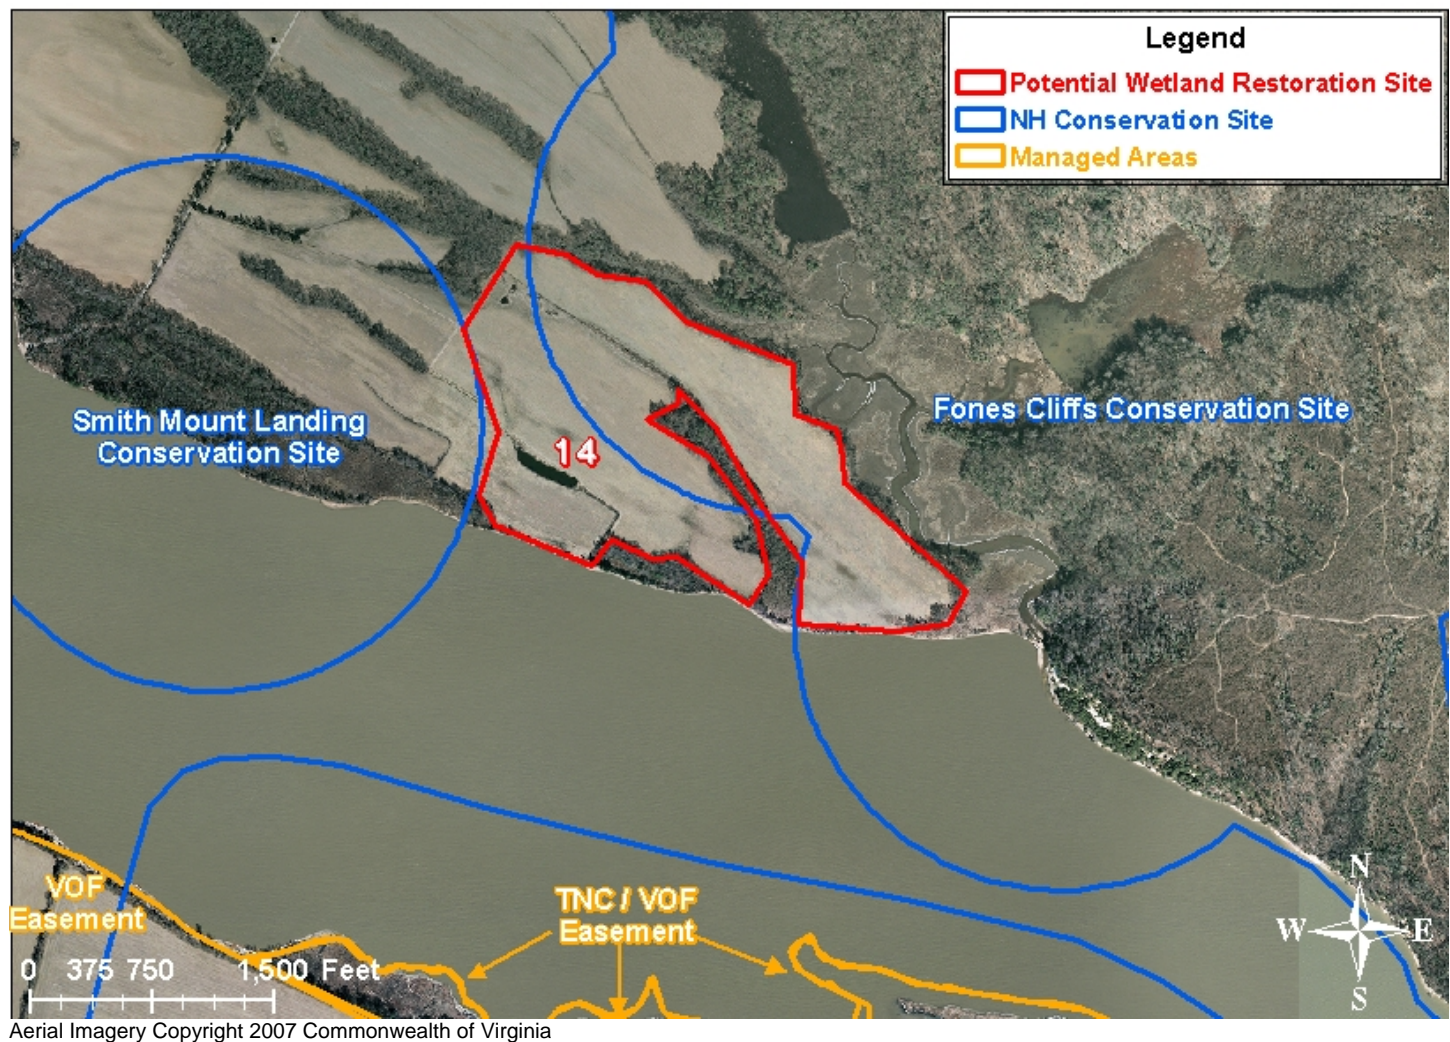 Legend
Potential Wetland Restoration Site
NH Conservation Site
Managed Areas
Smith Mount Landing
Conservation Site
14
Fones Cliffs Conservation Site
VOF
Easement
TNC / VOF
Easement
N
W E
S
0 375 750 1,500 Feet
Aerial Imagery Copyright 2007 Commonwealth of Virginia